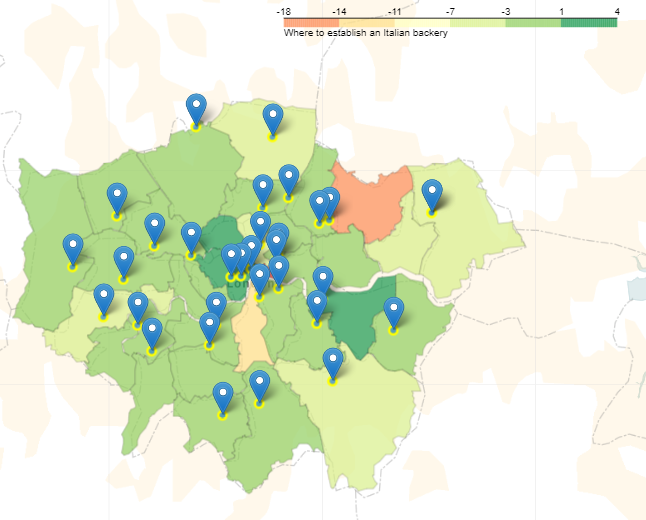 -18 -14 -11 -7 -3 1 4
Where to establish an Italian backery